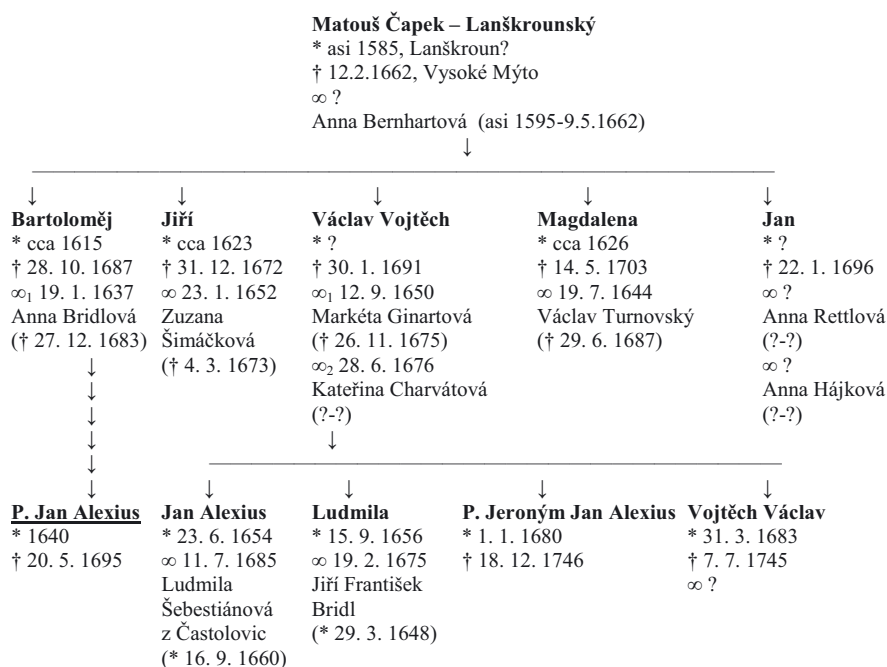 Matouš Čapek – Lanškrounský
* asi 1585, Lanškroun?
† 12.2.1662, Vysoké Mýto
∞ ?
Anna Bernhartová (asi 1595-9.5.1662)
↓
↓ ↓ ↓ ↓ ↓
Bartoloměj
* cca 1615
† 28. 10. 1687
∞1 19. 1. 1637
Anna Bridlová
(† 27. 12. 1683)
↓
↓
↓
↓
↓
↓
↓
Jiří
* cca 1623
† 31. 12. 1672
∞ 23. 1. 1652
Zuzana
Šimáčková
(† 4. 3. 1673)
Václav Vojtěch
* ?
† 30. 1. 1691
∞1 12. 9. 1650
Markéta Ginartová
(† 26. 11. 1675)
∞2 28. 6. 1676
Kateřina Charvátová
(?-?)
↓
Magdalena
* cca 1626
† 14. 5. 1703
∞ 19. 7. 1644
Václav Turnovský
(† 29. 6. 1687)
Jan
* ?
† 22. 1. 1696
∞ ?
Anna Rettlová
(?-?)
∞ ?
Anna Hájková
(?-?)
↓ ↓ ↓ ↓
P. Jan Alexius
* 1640
† 20. 5. 1695
Jan Alexius
* 23. 6. 1654
∞ 11. 7. 1685
Ludmila
Šebestiánová
z Častolovic
(* 16. 9. 1660)
Ludmila
* 15. 9. 1656
∞ 19. 2. 1675
Jiří František
Bridl
(* 29. 3. 1648)
P. Jeroným Jan Alexius
* 1. 1. 1680
† 18. 12. 1746
Vojtěch Václav
* 31. 3. 1683
† 7. 7. 1745
∞ ?